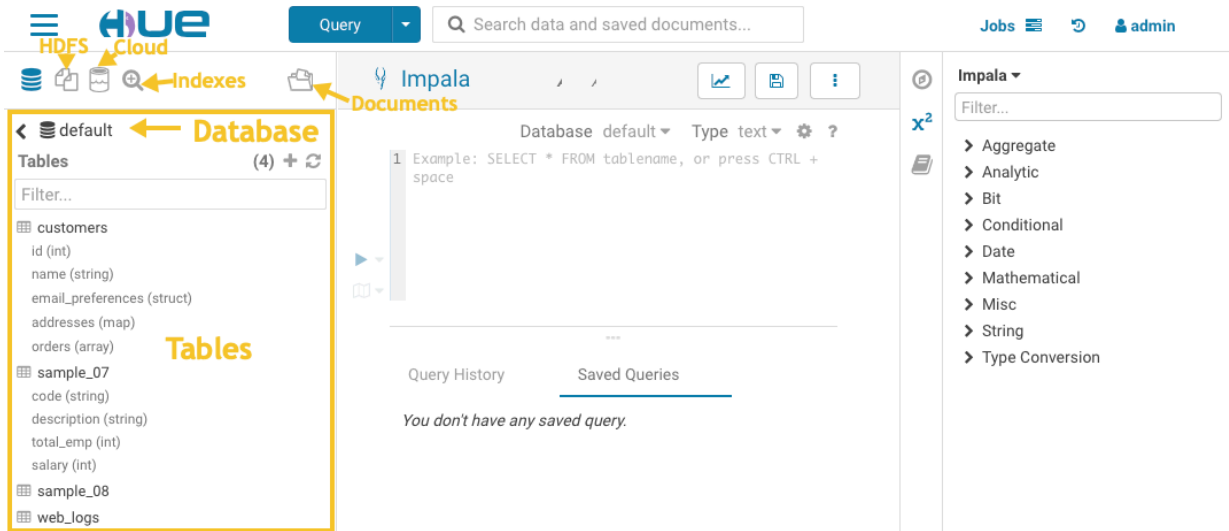 HUE
Query
Search data and saved documents...
Jobs
admin
HDFS
Cloud
Indexes
Documents
Impala
Impala
Filter...
default
Database
Database default Type text ?
Tables (4)
Filter...
1 Example: SELECT * FROM tablename, or press CTRL +
space
x²
Aggregate
Analytic
Bit
Conditional
Date
Mathematical
Misc
String
Type Conversion
customers
id (int)
name (string)
email_preferences (struct)
addresses (map)
orders (array)
Tables
sample_07
code (string)
description (string)
total_emp (int)
salary (int)
sample_08
web_logs
Query History
Saved Queries
You don't have any saved query.